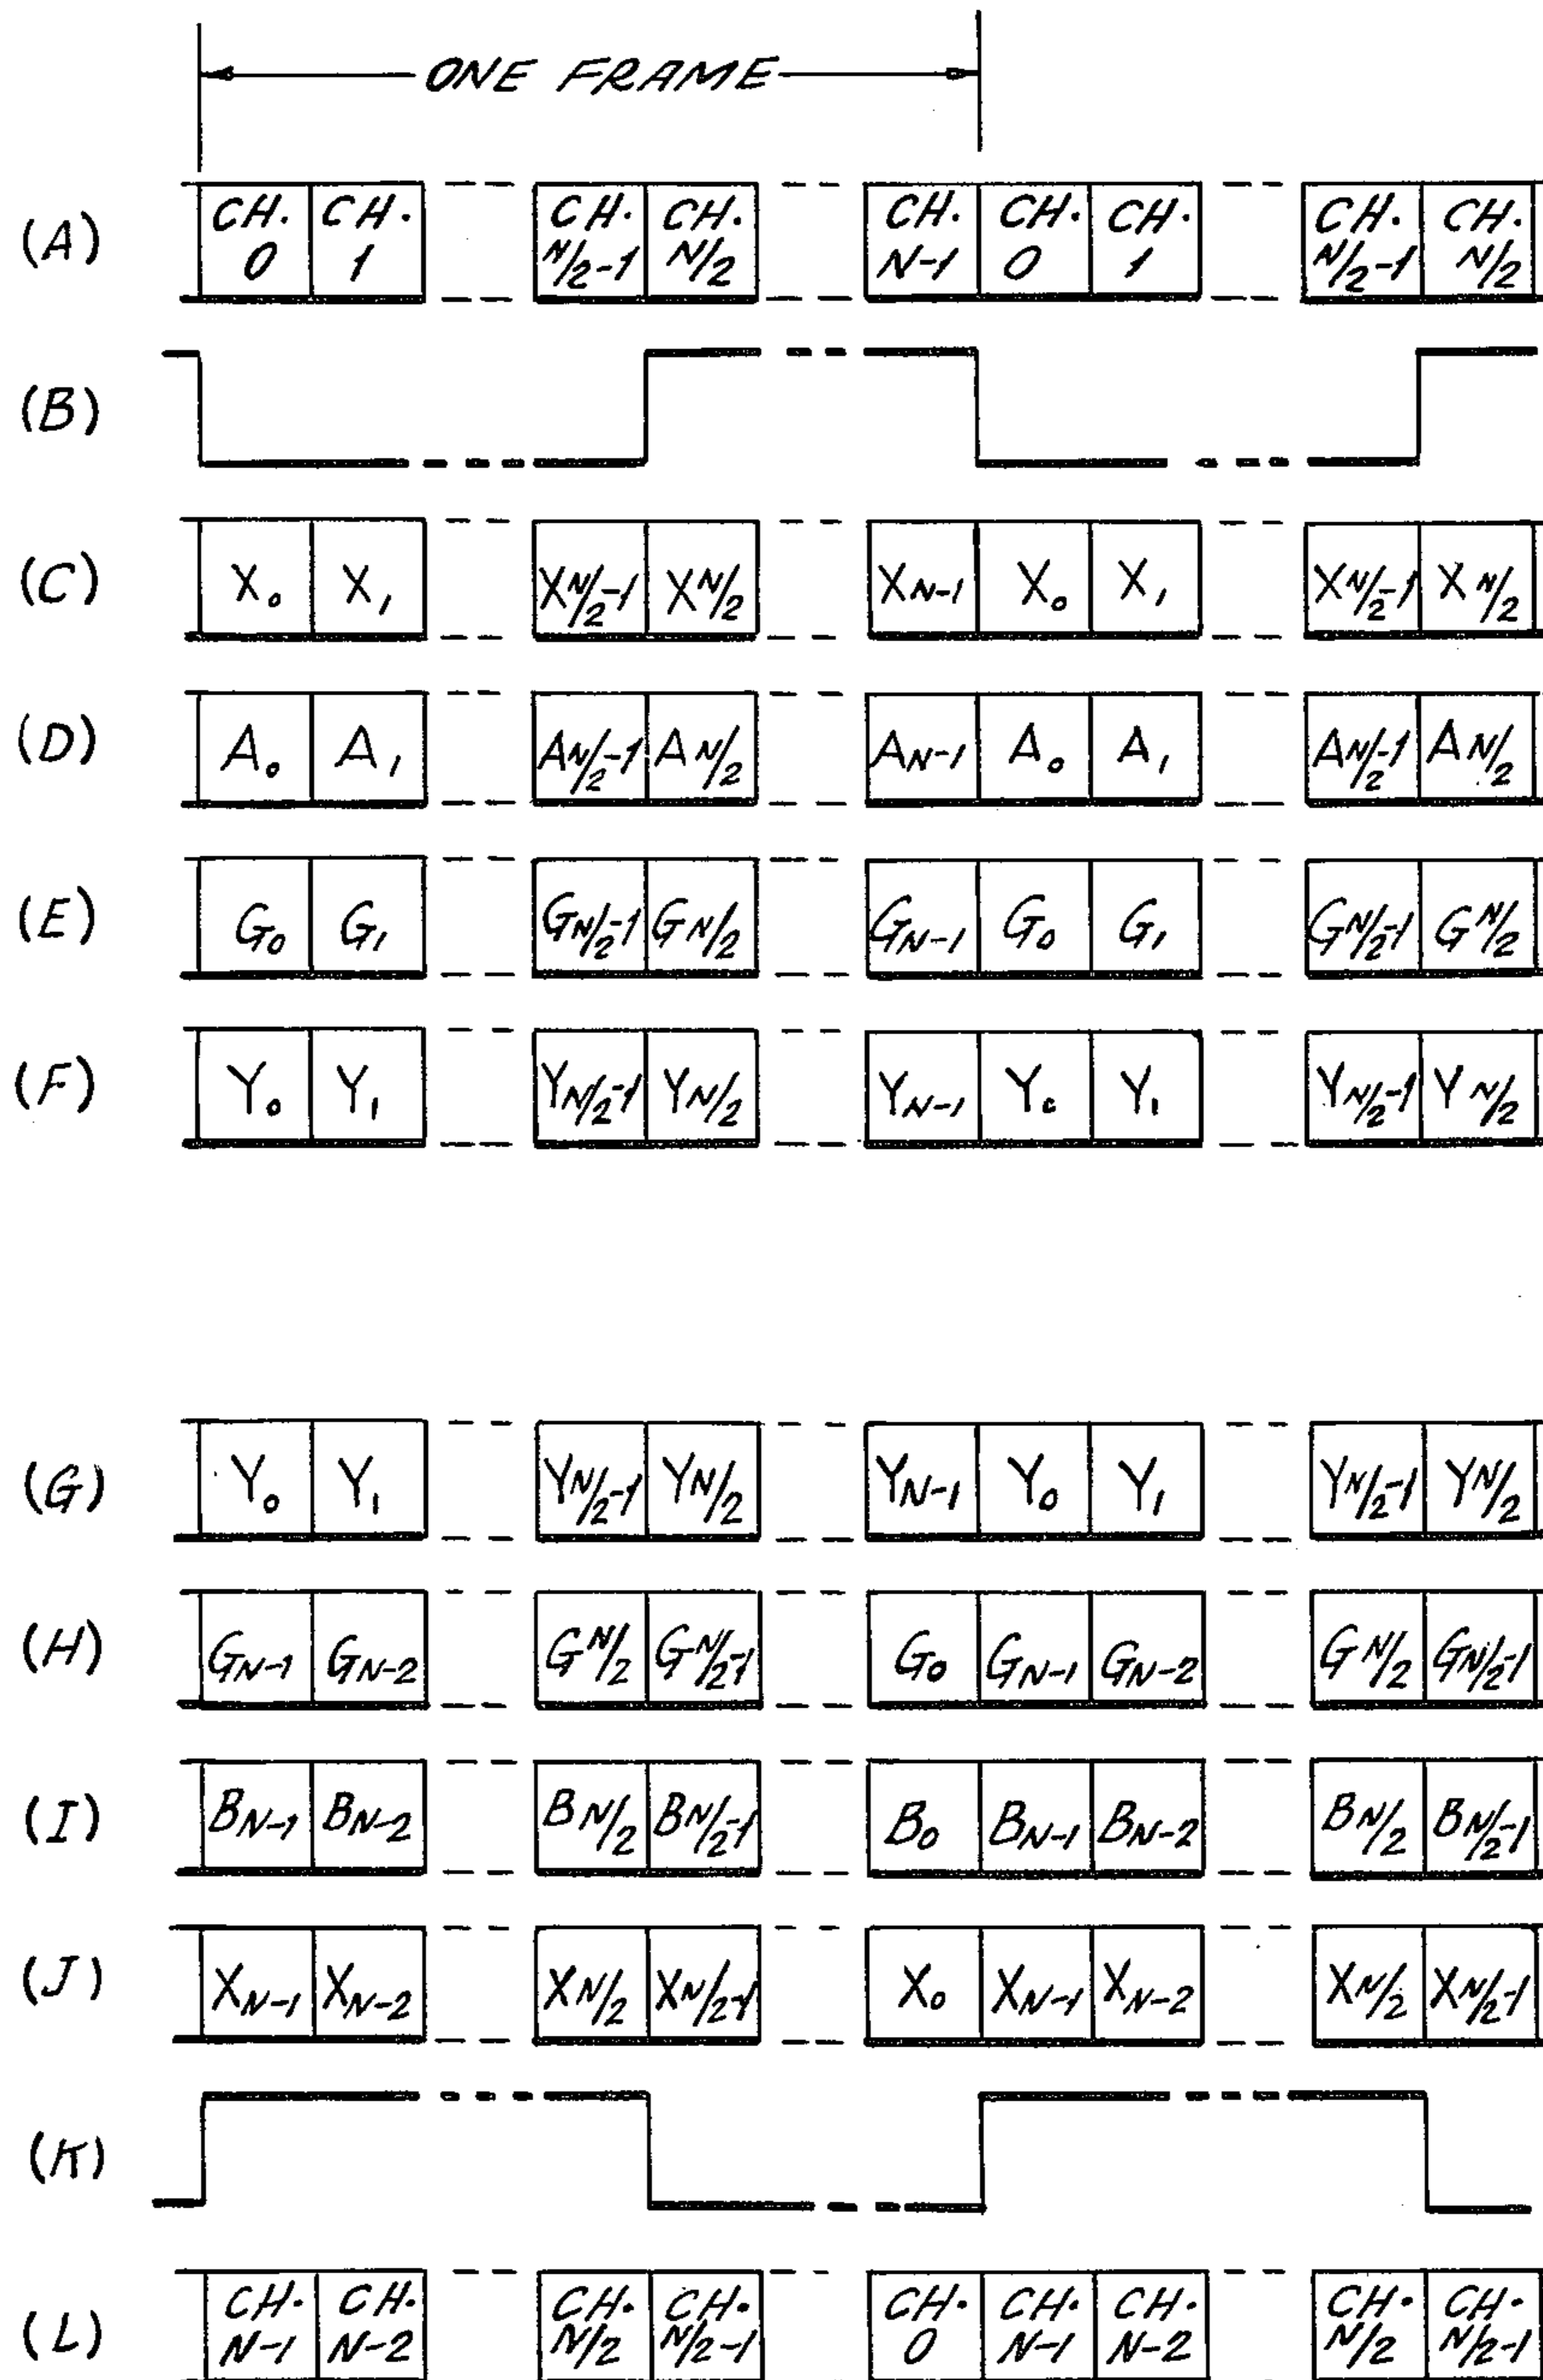 ONE FRAME
(A) CH. 0 CH. 1 CH. N/2-1 CH. N/2 CH. N-1 CH. 0 CH. 1 CH. N/2-1 CH. N/2
(B)
(C) X0 X1 XN/2-1 XN/2 XN-1 X0 X1 XN/2-1 XN/2
(D) A0 A1 AN/2-1 AN/2 AN-1 A0 A1 AN/2-1 AN/2
(E) G0 G1 GN/2-1 GN/2 GN-1 G0 G1 GN/2-1 GN/2
(F) Y0 Y1 YN/2-1 YN/2 YN-1 Y0 Y1 YN/2-1 YN/2
(G) Y0 Y1 YN/2-1 YN/2 YN-1 Y0 Y1 YN/2-1 YN/2
(H) GN-1 GN-2 GN/2 GN/2-1 G0 GN-1 GN-2 GN/2 GN/2-1
(I) BN-1 BN-2 BN/2 BN/2-1 B0 BN-1 BN-2 BN/2 BN/2-1
(J) XN-1 XN-2 XN/2 XN/2-1 X0 XN-1 XN-2 XN/2 XN/2-1
(K)
(L) CH. N-1 CH. N-2 CH. N/2 CH. N/2-1 CH. 0 CH. N-1 CH. N-2 CH. N/2 CH. N/2-1